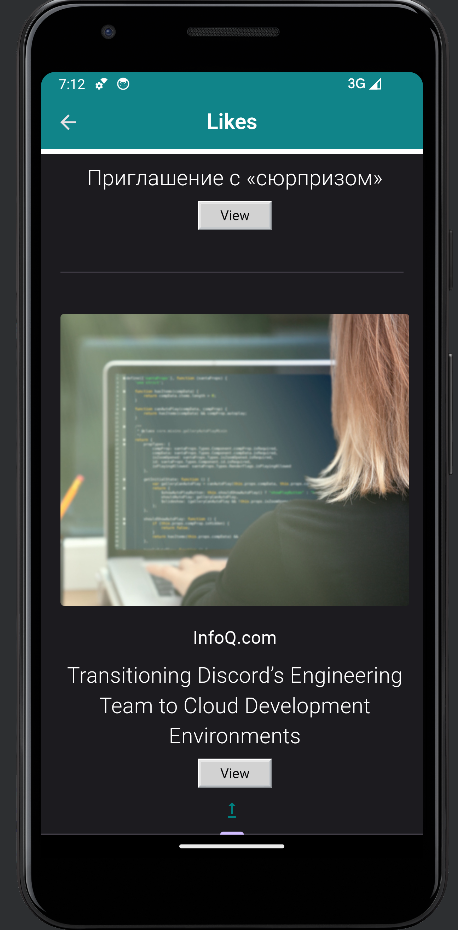 7:12
3G
Likes
Приглашение с «сюрпризом»
View
InfoQ.com
Transitioning Discord’s Engineering
Team to Cloud Development
Environments
View